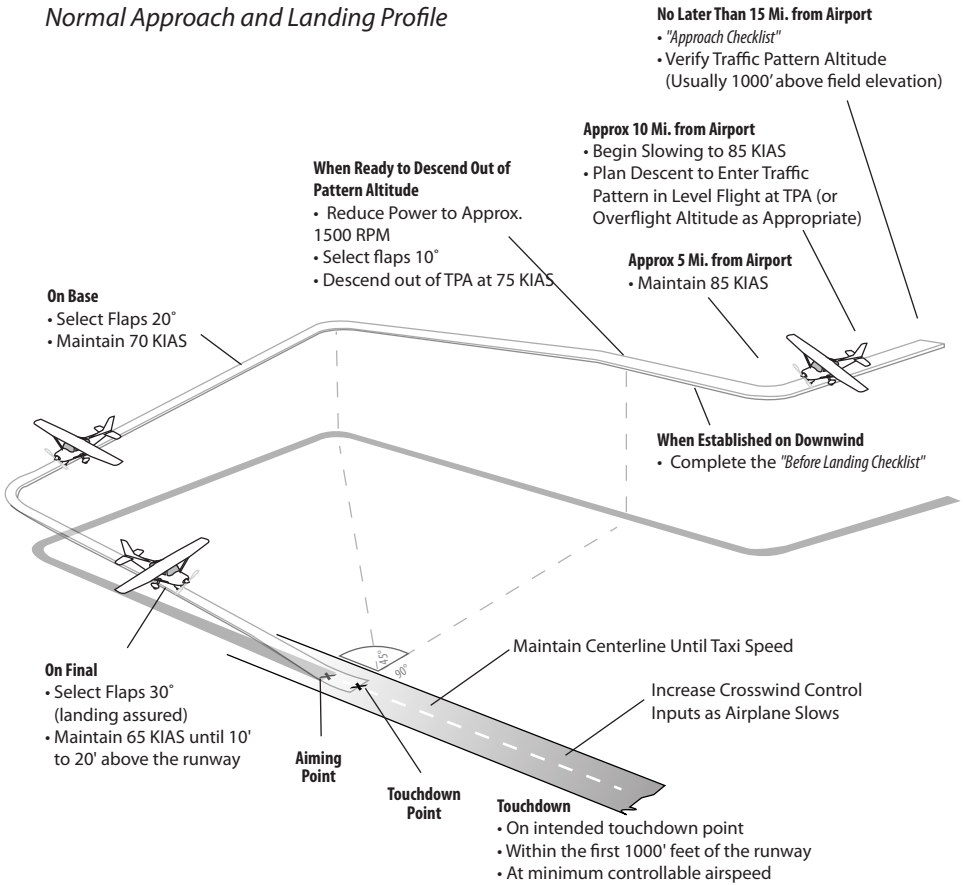 Normal Approach and Landing Profile
No Later Than 15 Mi. from Airport
• "Approach Checklist"
• Verify Traffic Pattern Altitude
(Usually 1000' above field elevation)
Approx 10 Mi. from Airport
• Begin Slowing to 85 KIAS
• Plan Descent to Enter Traffic
Pattern in Level Flight at TPA (or
Overflight Altitude as Appropriate)
When Ready to Descend Out of
Pattern Altitude
• Reduce Power to Approx.
1500 RPM
• Select flaps 10˚
• Descend out of TPA at 75 KIAS
Approx 5 Mi. from Airport
• Maintain 85 KIAS
On Base
• Select Flaps 20˚
• Maintain 70 KIAS
When Established on Downwind
• Complete the "Before Landing Checklist"
45°
90°
Maintain Centerline Until Taxi Speed
On Final
• Select Flaps 30˚
(landing assured)
• Maintain 65 KIAS until 10'
to 20' above the runway
Increase Crosswind Control
Inputs as Airplane Slows
Aiming
Point
Touchdown
Point
Touchdown
• On intended touchdown point
• Within the first 1000' feet of the runway
• At minimum controllable airspeed